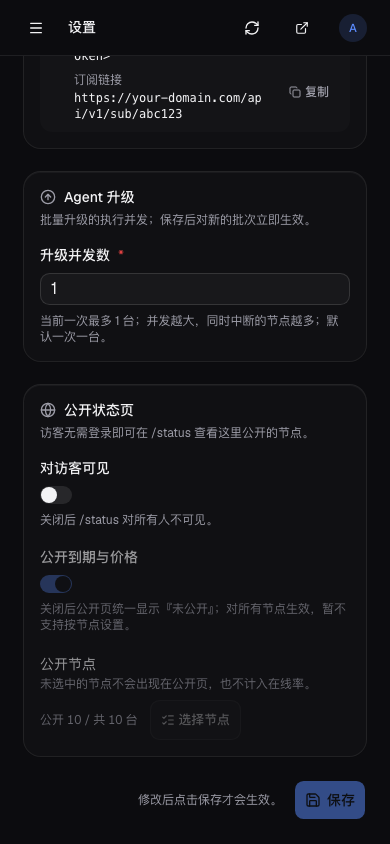 设置
A
oken>
订阅链接
https://your-domain.com/ap
i/v1/sub/abc123
复制
Agent 升级
批量升级的执行并发；保存后对新的批次立即生效。
升级并发数 *
1
当前一次最多 1 台；并发越大，同时中断的节点越多；默
认一次一台。
公开状态页
访客无需登录即可在 /status 查看这里公开的节点。
对访客可见
关闭后 /status 对所有人不可见。
公开到期与价格
关闭后公开页统一显示『未公开』；对所有节点生效，暂不
支持按节点设置。
公开节点
未选中的节点不会出现在公开页，也不计入在线率。
公开 10 / 共 10 台
选择节点
修改后点击保存才会生效。
保存